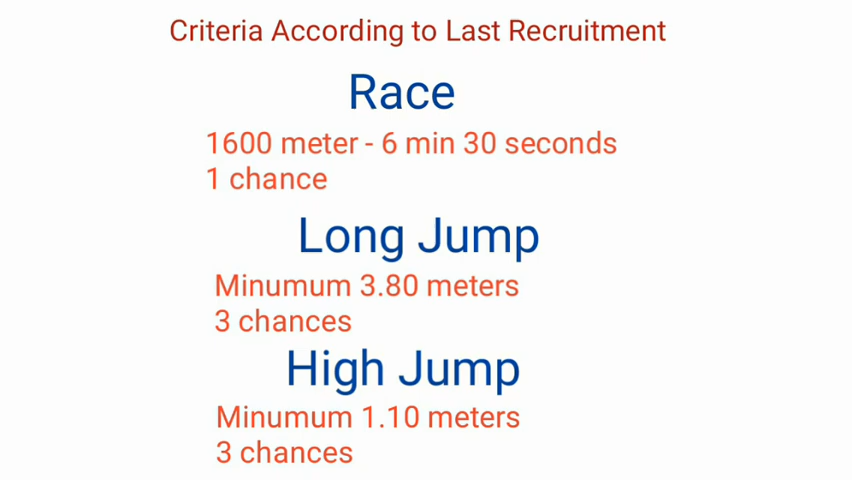 Criteria According to Last Recruitment
Race
1600 meter - 6 min 30 seconds
1 chance
Long Jump
Minumum 3.80 meters
3 chances
High Jump
Minumum 1.10 meters
3 chances